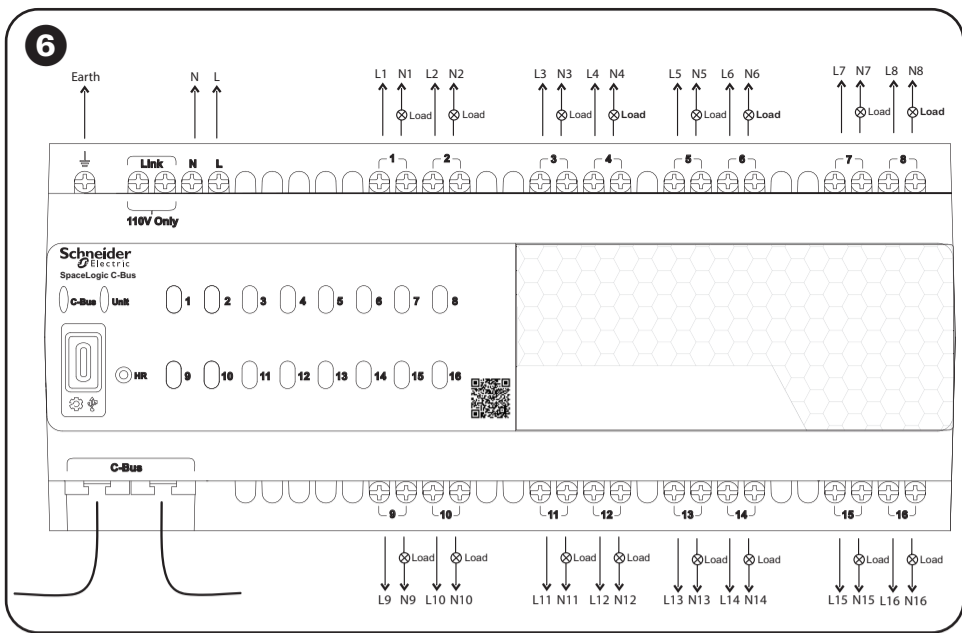 6
Earth N L L1 N1 L2 N2 L3 N3 L4 N4 L5 N5 L6 N6 L7 N7 L8 N8
Load Load Load Load Load Load Load Load
Link N L 1 2 3 4 5 6 7 8
110V Only
Schneider
Electric
SpaceLogic C-Bus
C-Bus Unit 1 2 3 4 5 6 7 8
HR 9 10 11 12 13 14 15 16
C-Bus
9 10 11 12 13 14 15 16
Load Load Load Load Load Load Load Load
L9 N9 L10 N10 L11 N11 L12 N12 L13 N13 L14 N14 L15 N15 L16 N16